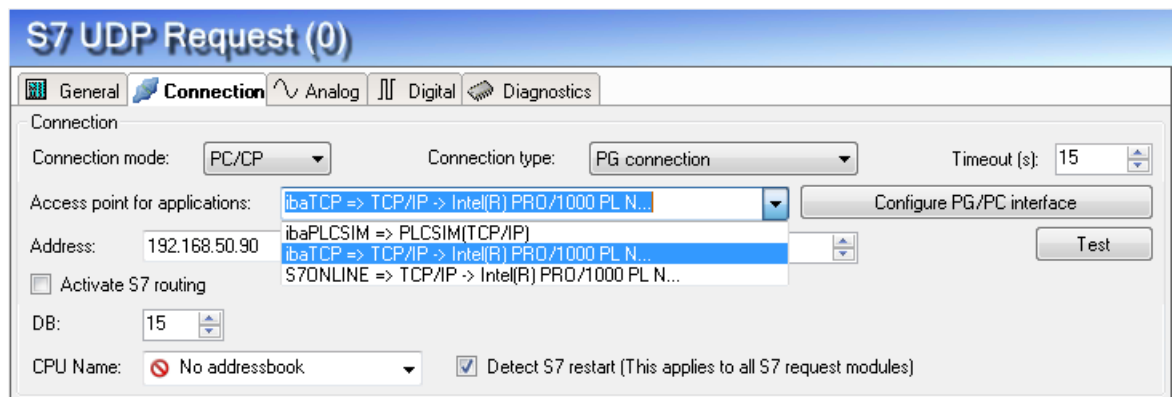 S7 UDP Request (0)
General Connection Analog Digital Diagnostics
Connection
Connection mode: PC/CP Connection type: PG connection Timeout (s): 15
Access point for applications: ibaTCP => TCP/IP -> Intel(R) PRO/1000 PL N... Configure PG/PC interface
ibaPLCSIM => PLCSIM(TCP/IP)
Address: 192.168.50.90 ibaTCP => TCP/IP -> Intel(R) PRO/1000 PL N... Test
S7ONLINE => TCP/IP -> Intel(R) PRO/1000 PL N...
Activate S7 routing
DB: 15
CPU Name: No addressbook Detect S7 restart (This applies to all S7 request modules)